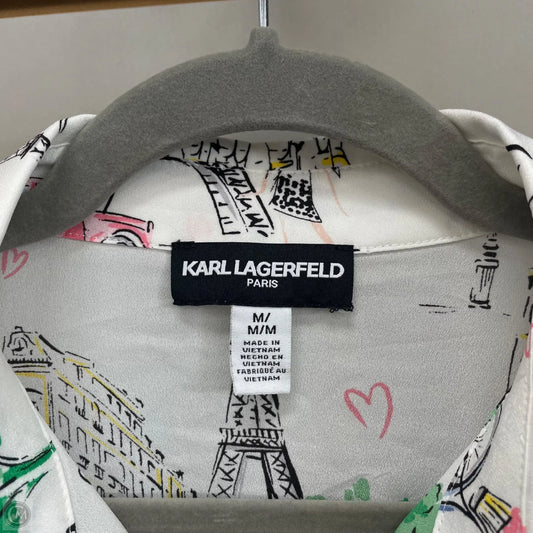 KARL LAGERFELD
PARIS
M/
M/M
MADE IN
VIETNAM
HECHO EN
VIETNAM
FABRIQUÉ AU
VIETNAM